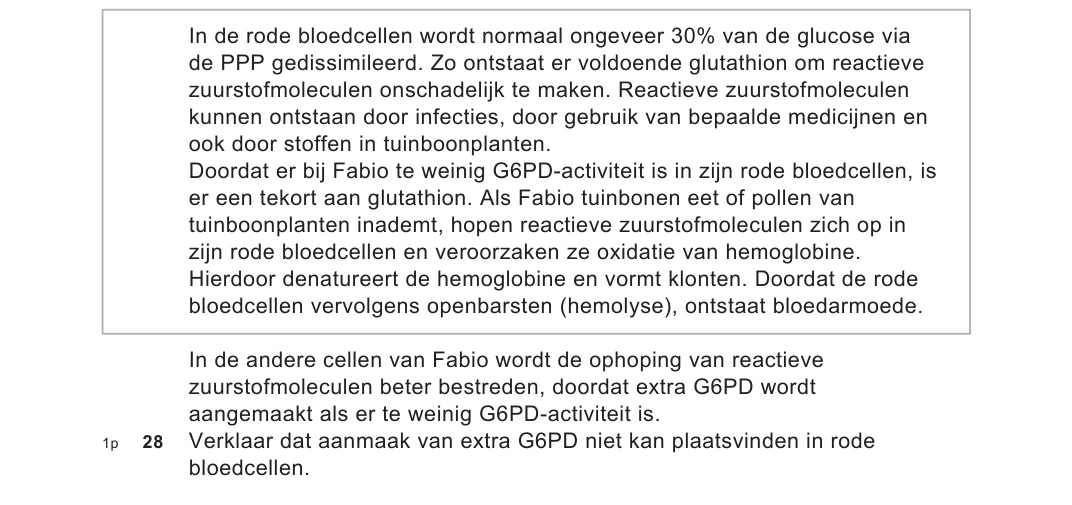 In de rode bloedcellen wordt normaal ongeveer 30% van de glucose via
de PPP gedissimileerd. Zo ontstaat er voldoende glutathion om reactieve
zuurstofmoleculen onschadelijk te maken. Reactieve zuurstofmoleculen
kunnen ontstaan door infecties, door gebruik van bepaalde medicijnen en
ook door stoffen in tuinboonplanten.
Doordat er bij Fabio te weinig G6PD-activiteit is in zijn rode bloedcellen, is
er een tekort aan glutathion. Als Fabio tuinbonen eet of pollen van
tuinboonplanten inademt, hopen reactieve zuurstofmoleculen zich op in
zijn rode bloedcellen en veroorzaken ze oxidatie van hemoglobine.
Hierdoor denatureert de hemoglobine en vormt klonten. Doordat de rode
bloedcellen vervolgens openbarsten (hemolyse), ontstaat bloedarmoede.
In de andere cellen van Fabio wordt de ophoping van reactieve
zuurstofmoleculen beter bestreden, doordat extra G6PD wordt
aangemaakt als er te weinig G6PD-activiteit is.
1p 28 Verklaar dat aanmaak van extra G6PD niet kan plaatsvinden in rode
bloedcellen.